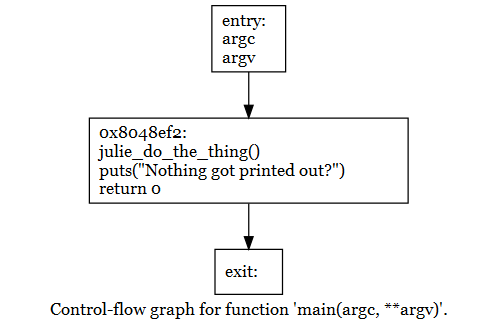 entry:
argc
argv
0x8048ef2:
julie_do_the_thing()
puts("Nothing got printed out?")
return 0
exit:
Control-flow graph for function 'main(argc, **argv)'.